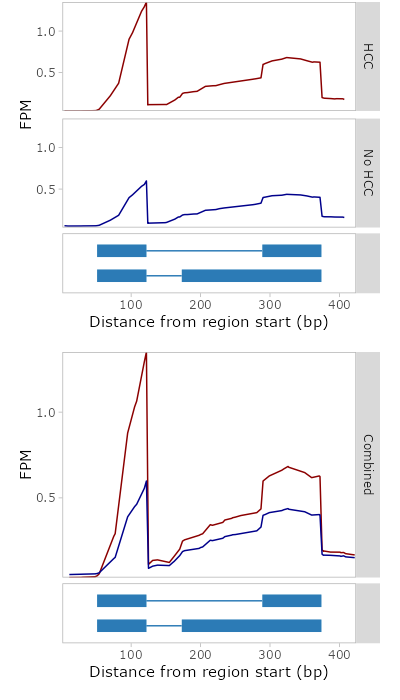 1.0
0.5
HCC
FPM
1.0
0.5
No HCC
100 200 300 400
Distance from region start (bp)
1.0
0.5
FPM
Combined
100 200 300 400
Distance from region start (bp)